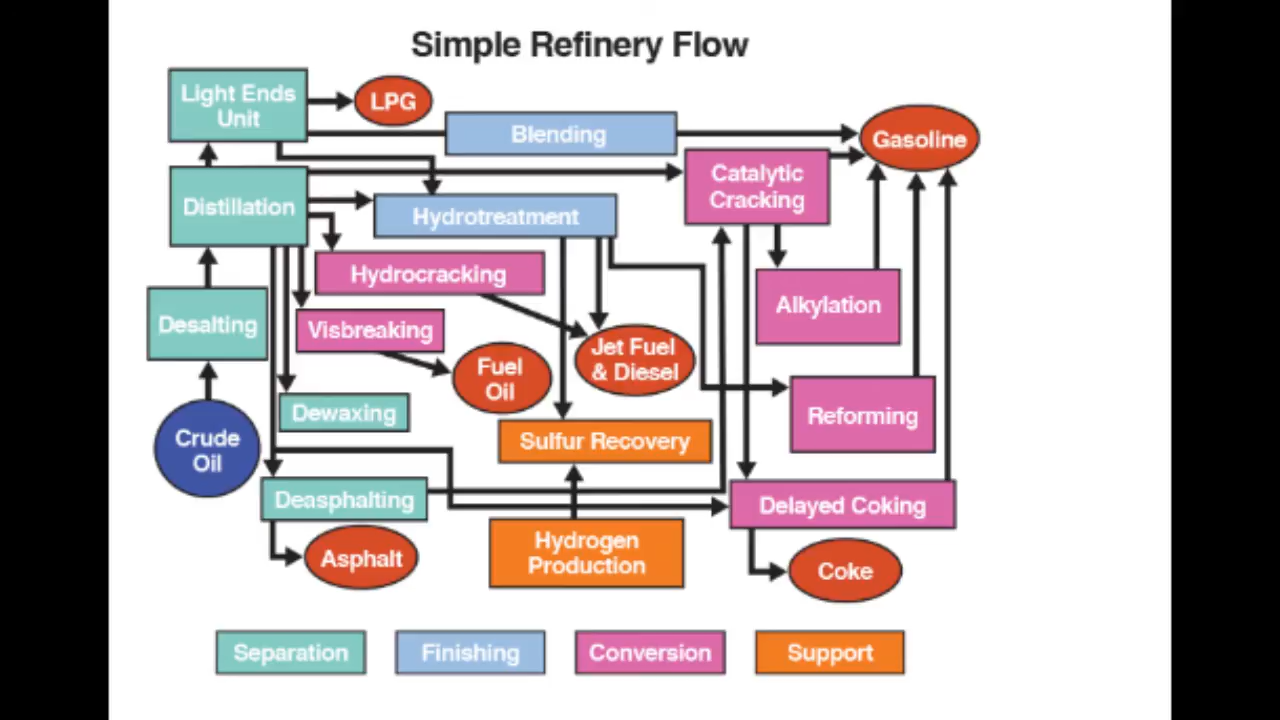 Simple Refinery Flow
Light Ends
Unit
LPG
Blending
Gasoline
Catalytic
Cracking
Distillation
Hydrotreatment
Hydrocracking
Alkylation
Desalting
Visbreaking
Jet Fuel
& Diesel
Fuel
Oil
Dewaxing
Reforming
Crude
Oil
Sulfur Recovery
Deasphalting
Delayed Coking
Hydrogen
Production
Asphalt
Coke
Separation
Finishing
Conversion
Support